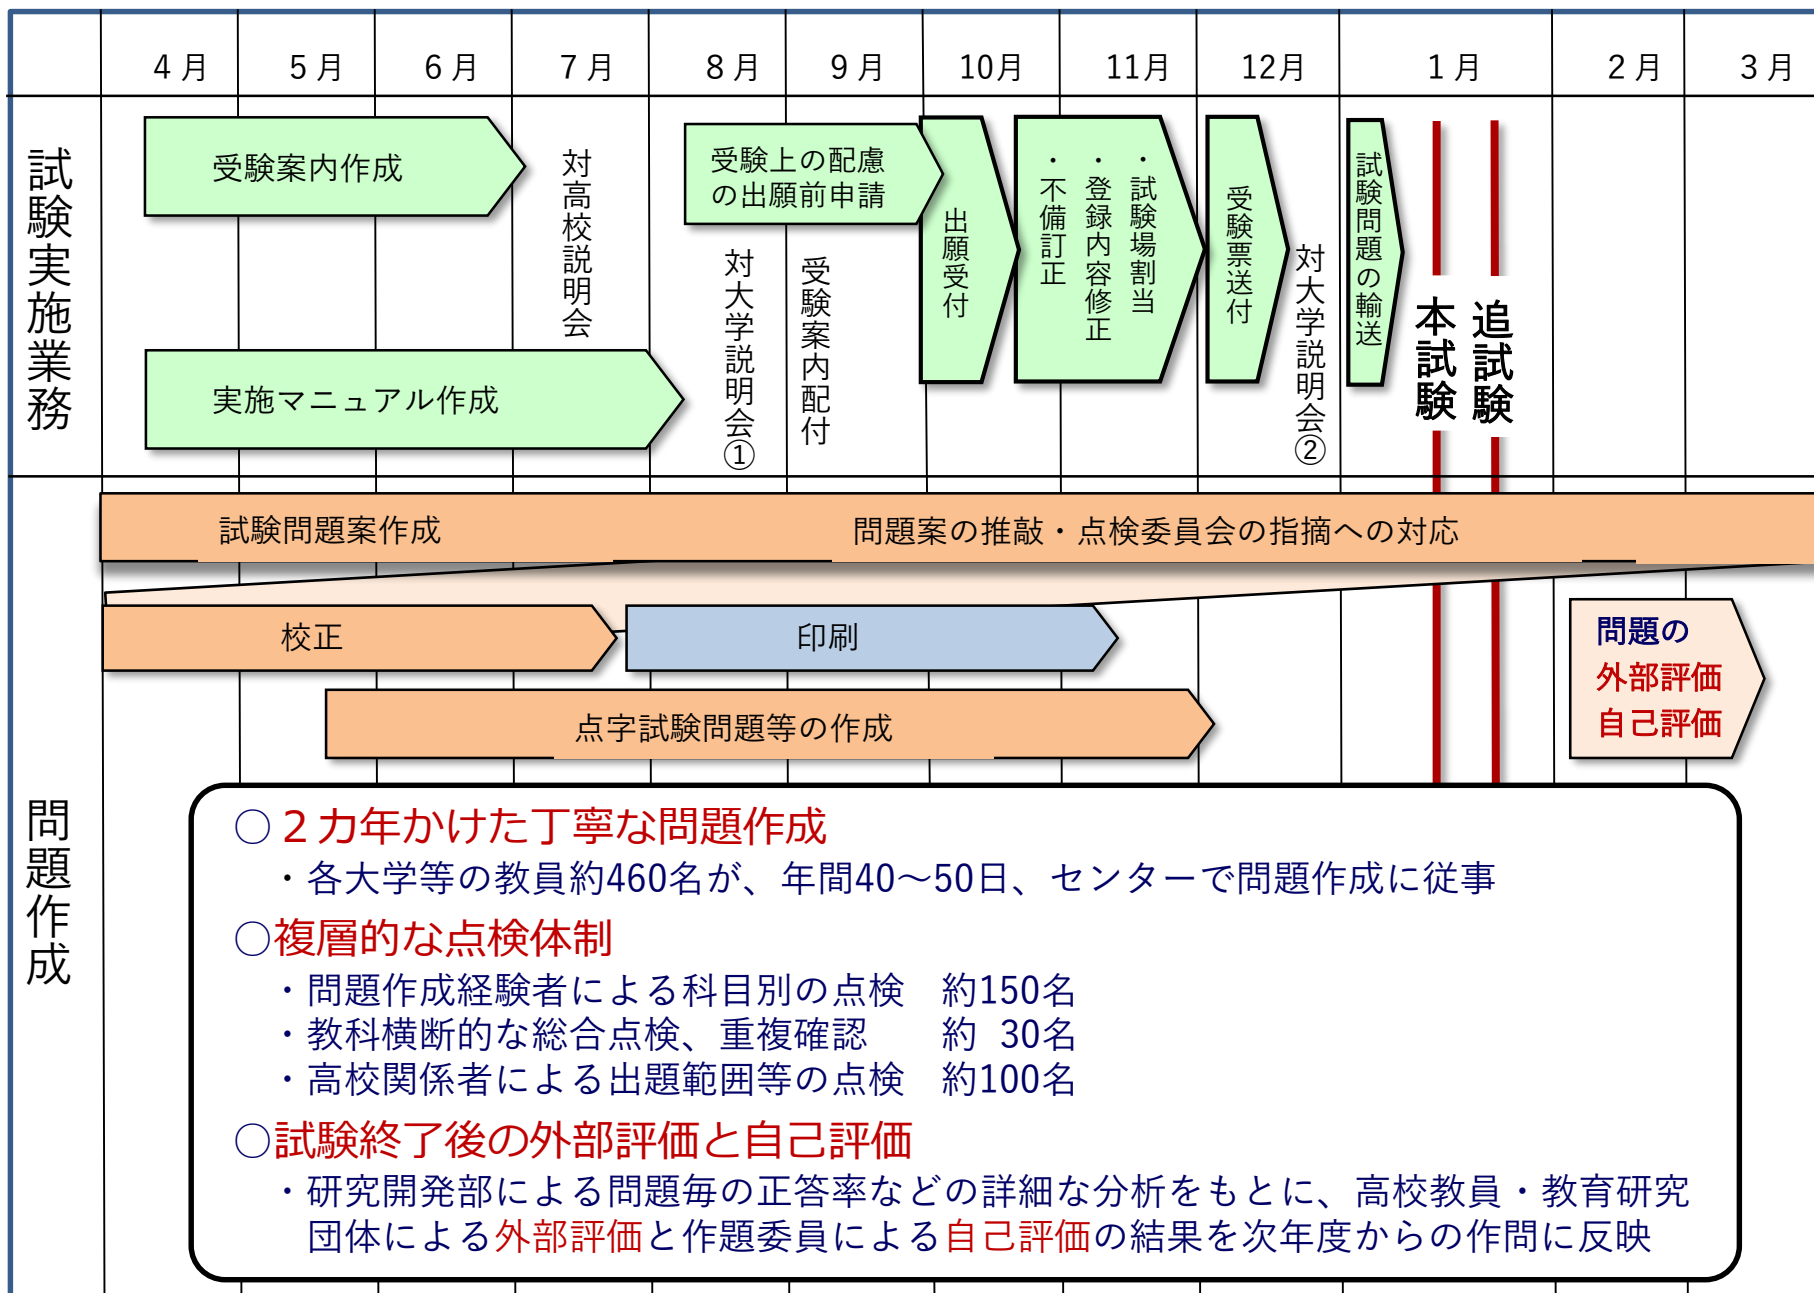 4月 5月 6月 7月 8月 9月 10月 11月 12月 1月 2月 3月
試験実施業務
受験案内作成
実施マニュアル作成
対高校説明会
受験上の配慮
の出願前申請
対大学説明会①
受験案内配付
出願受付
・試験場割当
・登録内容修正
・不備訂正
受験票送付
対大学説明会②
試験問題の輸送
本試験
追試験
問題作成
試験問題案作成
問題案の推敲・点検委員会の指摘への対応
校正
印刷
点字試験問題等の作成
問題の
外部評価
自己評価
○２カ年かけた丁寧な問題作成
・各大学等の教員約460名が、年間40～50日、センターで問題作成に従事
○複層的な点検体制
・問題作成経験者による科目別の点検　約150名
・教科横断的な総合点検、重複確認　　約 30名
・高校関係者による出題範囲等の点検　約100名
○試験終了後の外部評価と自己評価
・研究開発部による問題毎の正答率などの詳細な分析をもとに、高校教員・教育研究
団体による外部評価と作題委員による自己評価の結果を次年度からの作問に反映